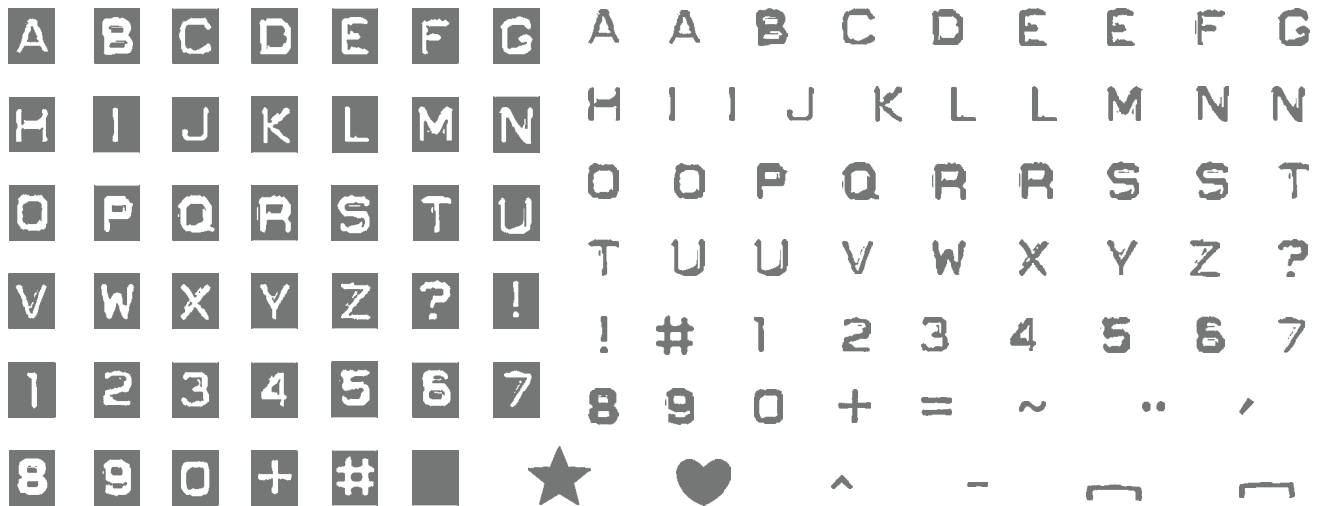 A B C D E F G
H I J K L M N
O P Q R S T U
V W X Y Z ? !
1 2 3 4 5 6 7
8 9 0 + #
A A B C D E E F G
H I I J K L L M N N
O O P Q R R S S T
T U U V W X Y Z ?
! # 1 2 3 4 5 6 7
8 9 0 + = ~ ¨ ´
★ ♥ ^ -